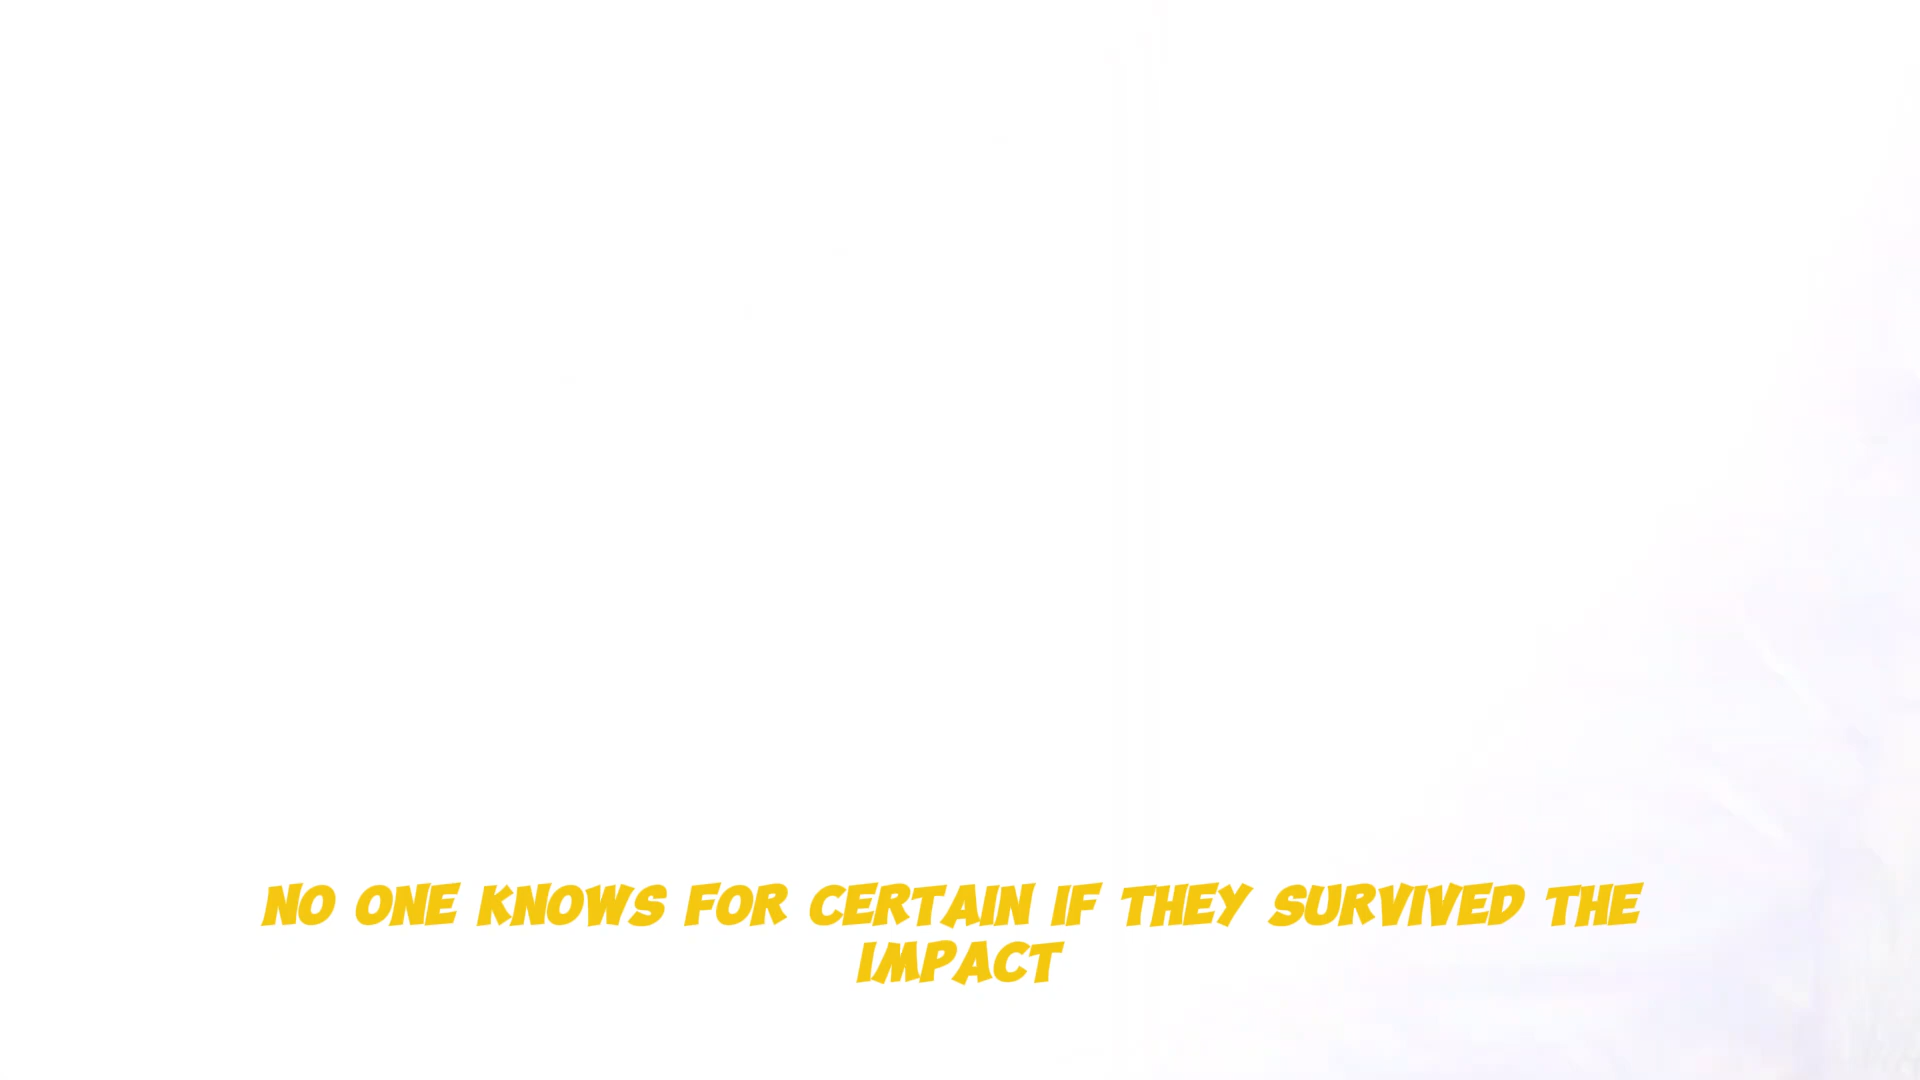 NO ONE KNOWS FOR CERTAIN IF THEY SURVIVED THE
IMPACT